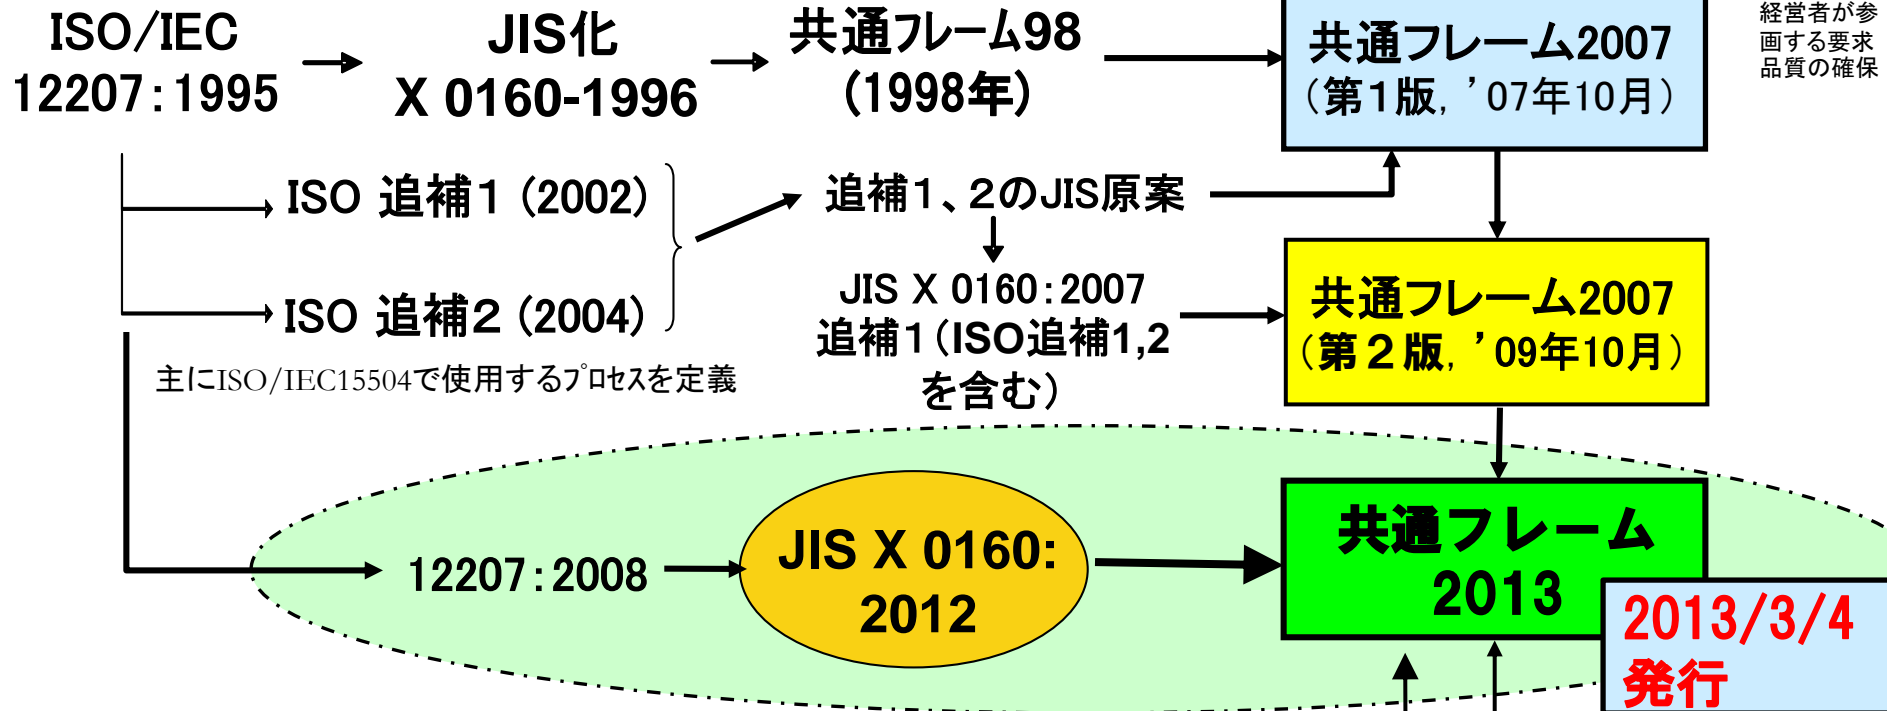 ISO/IEC
12207:1995
JIS化
X 0160-1996
共通フレーム98
(1998年)
共通フレーム2007
（第１版,’07年10月）
経営者が参
画する要求
品質の確保
ISO 追補１(2002)
追補１、２のJIS原案
ISO 追補２(2004)
JIS X 0160:2007
追補１(ISO追補1,2
を含む)
共通フレーム2007
（第２版,’09年10月）
主にISO/IEC15504で使用するプロセスを定義
12207:2008
JIS X 0160:
2012
共通フレーム
2013
2013/3/4
発行